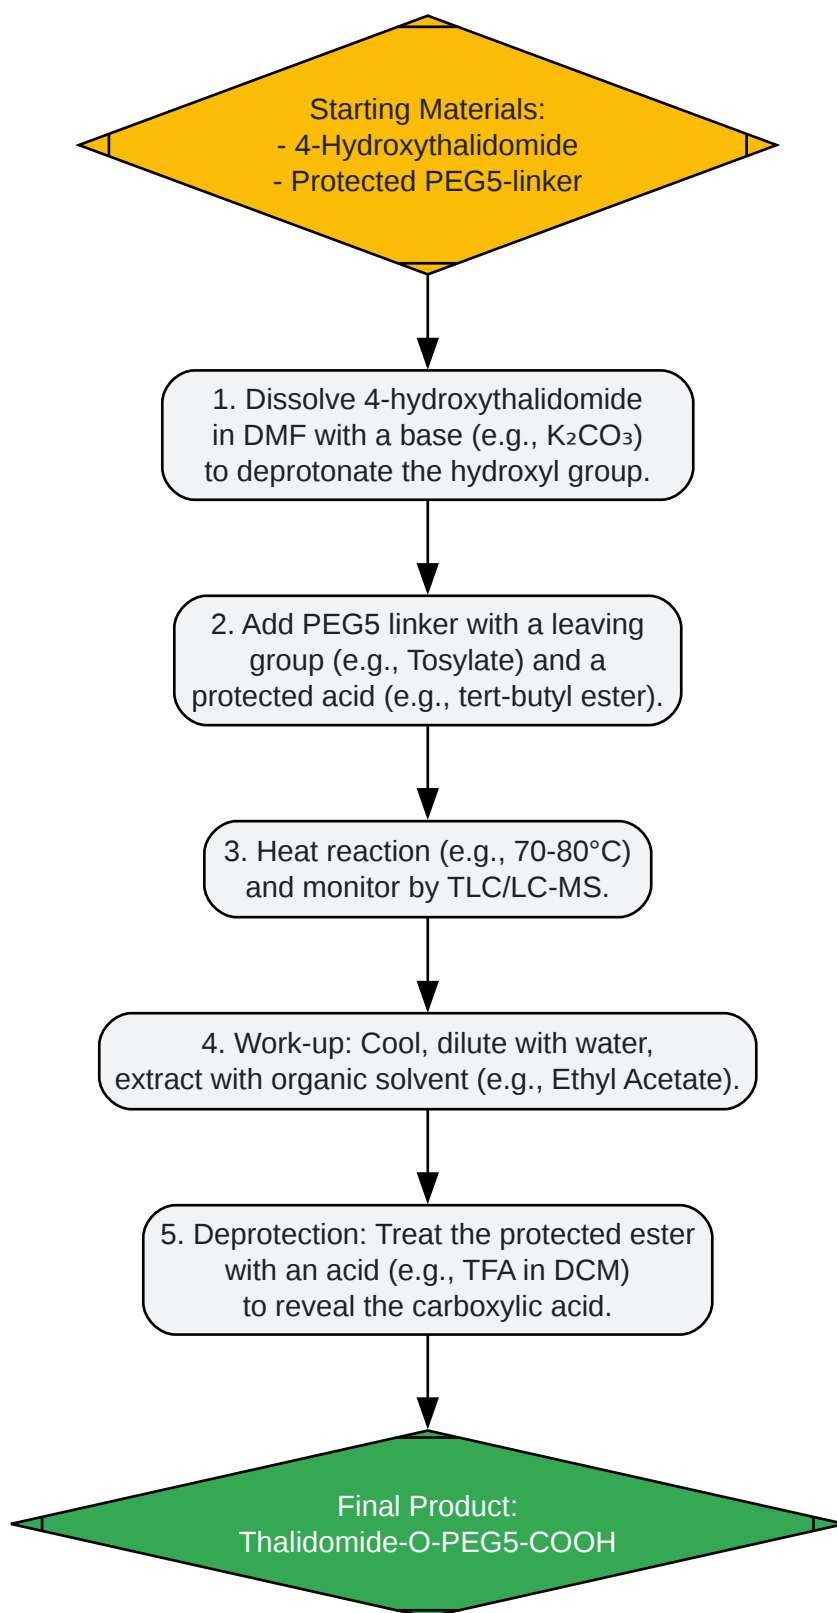 Starting Materials:
- 4-Hydroxythalidomide
- Protected PEG5-linker
1. Dissolve 4-hydroxythalidomide
in DMF with a base (e.g., K₂CO₃)
to deprotonate the hydroxyl group.
2. Add PEG5 linker with a leaving
group (e.g., Tosylate) and a
protected acid (e.g., tert-butyl ester).
3. Heat reaction (e.g., 70-80°C)
and monitor by TLC/LC-MS.
4. Work-up: Cool, dilute with water,
extract with organic solvent (e.g., Ethyl Acetate).
5. Deprotection: Treat the protected ester
with an acid (e.g., TFA in DCM)
to reveal the carboxylic acid.
Final Product:
Thalidomide-O-PEG5-COOH